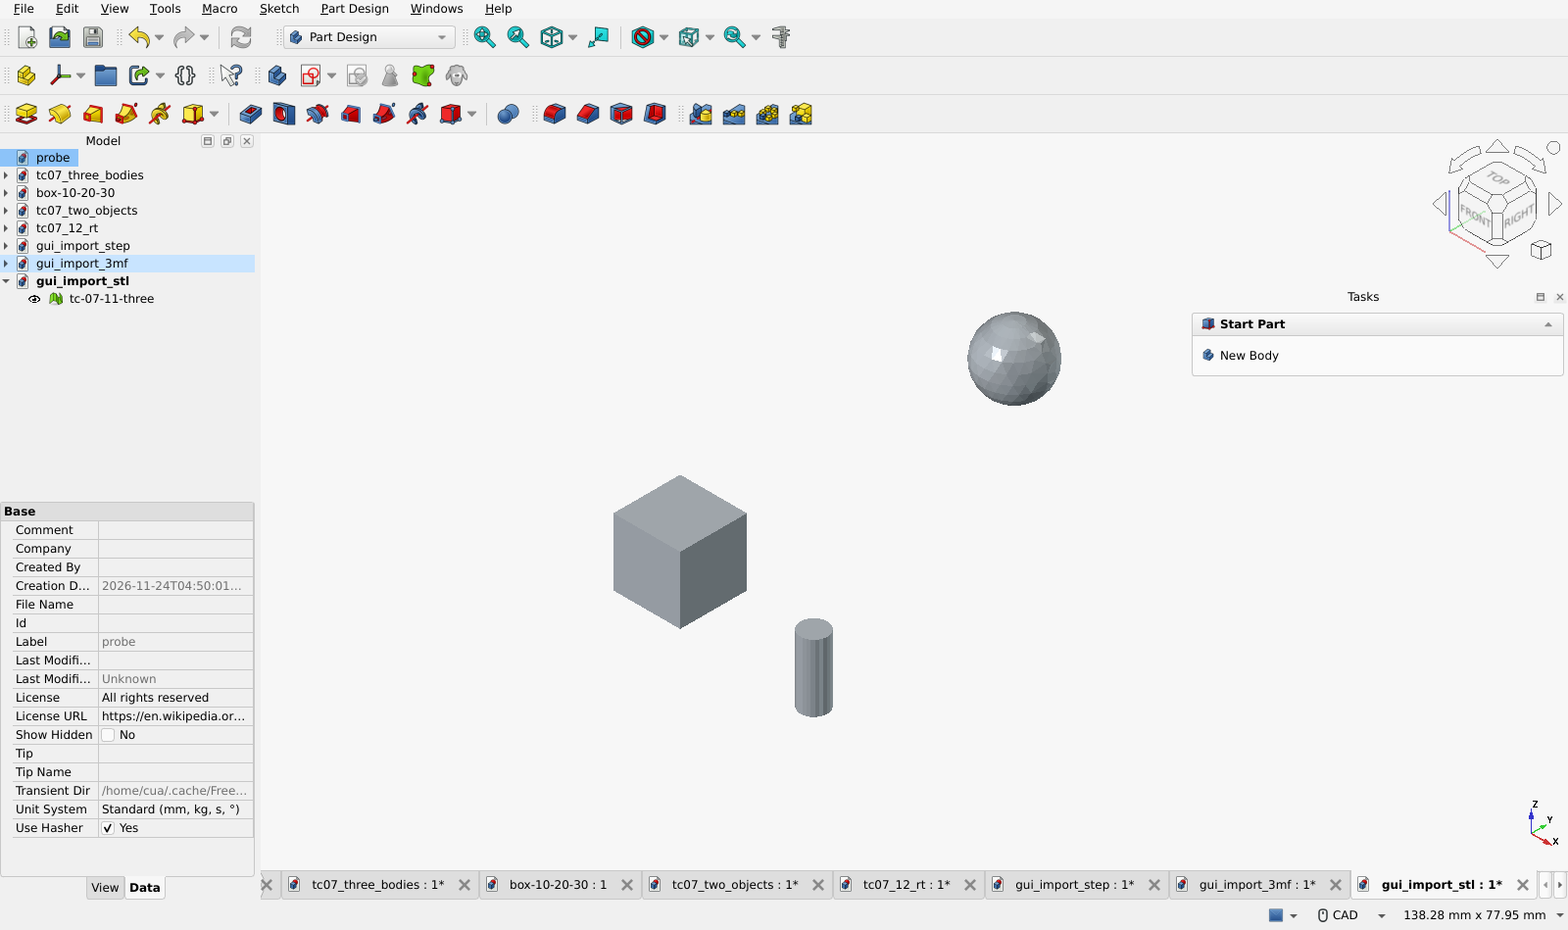 File Edit View Tools Macro Sketch Part Design Windows Help
Part Design
Model
probe
tc07_three_bodies
box-10-20-30
tc07_two_objects
tc07_12_rt
gui_import_step
gui_import_3mf
gui_import_stl
tc-07-11-three
TOP
FRONT
RIGHT
Tasks
Start Part
New Body
Base
Comment
Company
Created By
Creation D... 2026-11-24T04:50:01...
File Name
Id
Label probe
Last Modifi...
Last Modifi... Unknown
License All rights reserved
License URL https://en.wikipedia.or...
Show Hidden No
Tip
Tip Name
Transient Dir /home/cua/.cache/Free...
Unit System Standard (mm, kg, s, °)
Use Hasher Yes
Z
Y
X
View Data
tc07_three_bodies : 1* box-10-20-30 : 1 tc07_two_objects : 1* tc07_12_rt : 1* gui_import_step : 1* gui_import_3mf : 1* gui_import_stl : 1*
CAD 138.28 mm x 77.95 mm